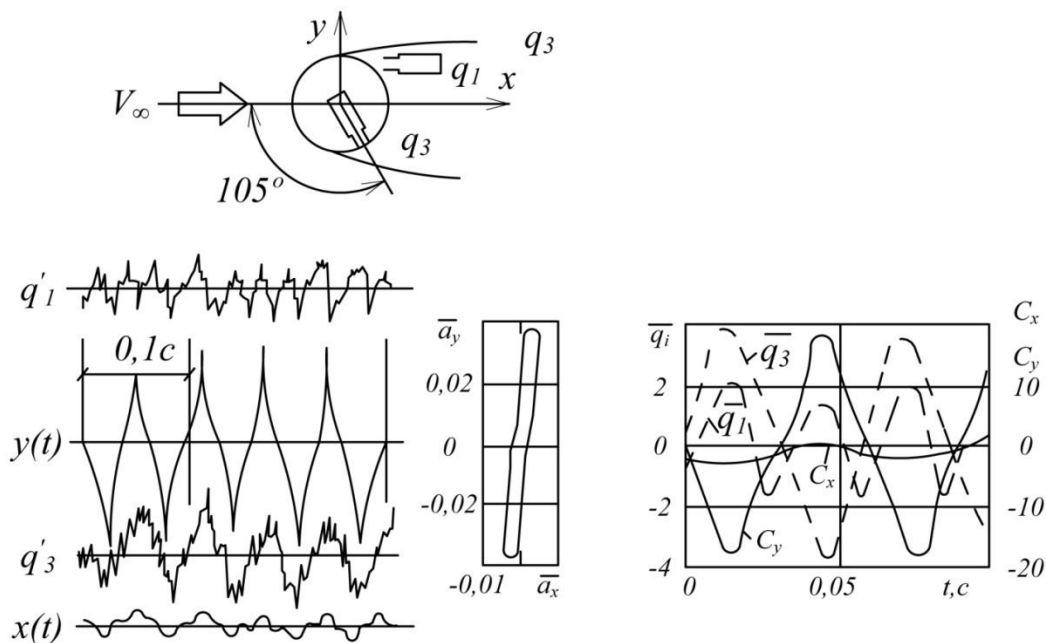 y
q₃
q₁
x
V∞
q₃
105°
q'₁
0,1c
y(t)
q'₃
x(t)
a̅y
0,02
0
-0,02
-0,01
a̅x
q̅i
q̅₃
Cx
Cy
2
10
q̅₁
0
0
Cx
-2
-10
Cy
-4
-20
0
0,05
t,c